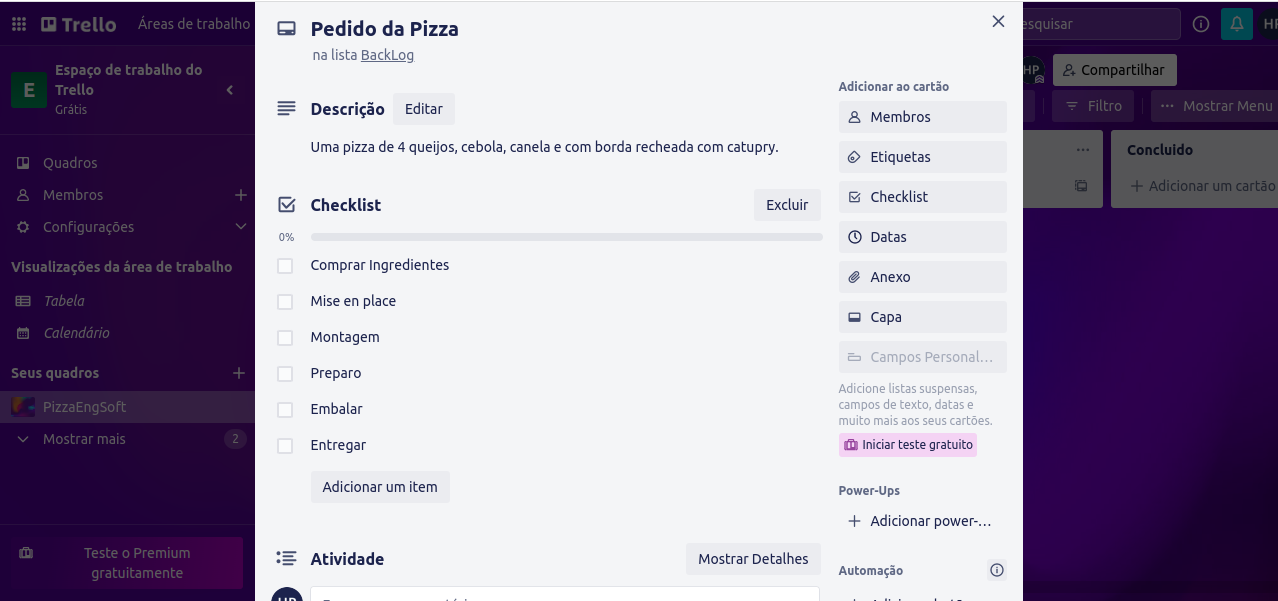 Trello
Áreas de trabalho
esquisar
HP
Espaço de trabalho do
Trello
Grátis
E
Quadros
Membros
Configurações
Visualizações da área de trabalho
Tabela
Calendário
Seus quadros
PizzaEngSoft
Mostrar mais
2
Teste o Premium
gratuitamente
Pedido da Pizza
na lista BackLog
Descrição
Editar
Uma pizza de 4 queijos, cebola, canela e com borda recheada com catupry.
Checklist
Excluir
0%
Comprar Ingredientes
Mise en place
Montagem
Preparo
Embalar
Entregar
Adicionar um item
Atividade
Mostrar Detalhes
Adicionar ao cartão
Membros
Etiquetas
Checklist
Datas
Anexo
Capa
Campos Personal...
Adicione listas suspensas,
campos de texto, datas e
muito mais aos seus cartões.
Iniciar teste gratuito
Power-Ups
Adicionar power-...
Automação
HP
Compartilhar
Filtro
Mostrar Menu
Concluido
Adicionar um cartão